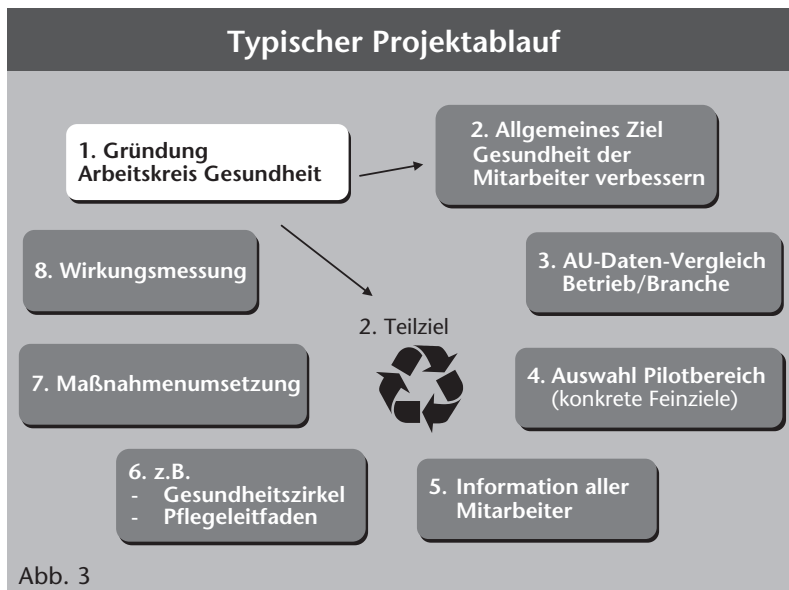 Typischer Projektablauf
1. Gründung
Arbeitskreis Gesundheit
2. Allgemeines Ziel
Gesundheit der
Mitarbeiter verbessern
3. AU-Daten-Vergleich
Betrieb/Branche
4. Auswahl Pilotbereich
(konkrete Feinziele)
5. Information aller
Mitarbeiter
6. z.B.
- Gesundheitszirkel
- Pflegeleitfaden
7. Maßnahmenumsetzung
8. Wirkungsmessung
2. Teilziel
Abb. 3